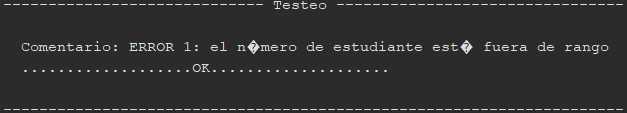 ----------------------------- Testeo --------------------------------
Comentario: ERROR 1: el n�mero de estudiante est� fuera de rango
...................OK....................
---------------------------------------------------------------------